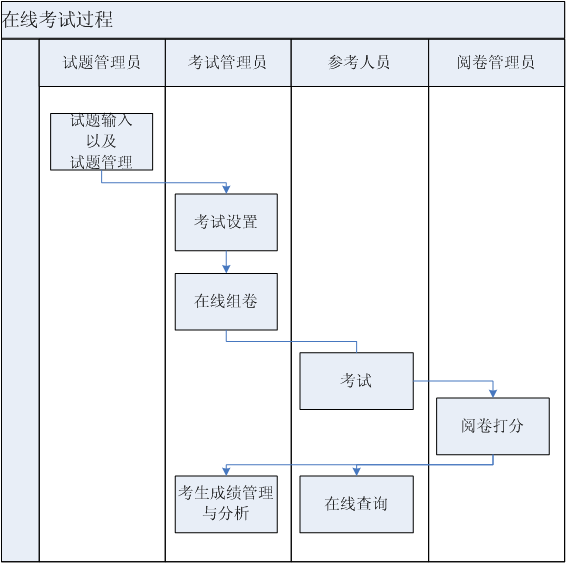 在线考试过程
试题管理员
考试管理员
参考人员
阅卷管理员
试题输入
以及
试题管理
考试设置
在线组卷
考试
阅卷打分
考生成绩管理
与分析
在线查询